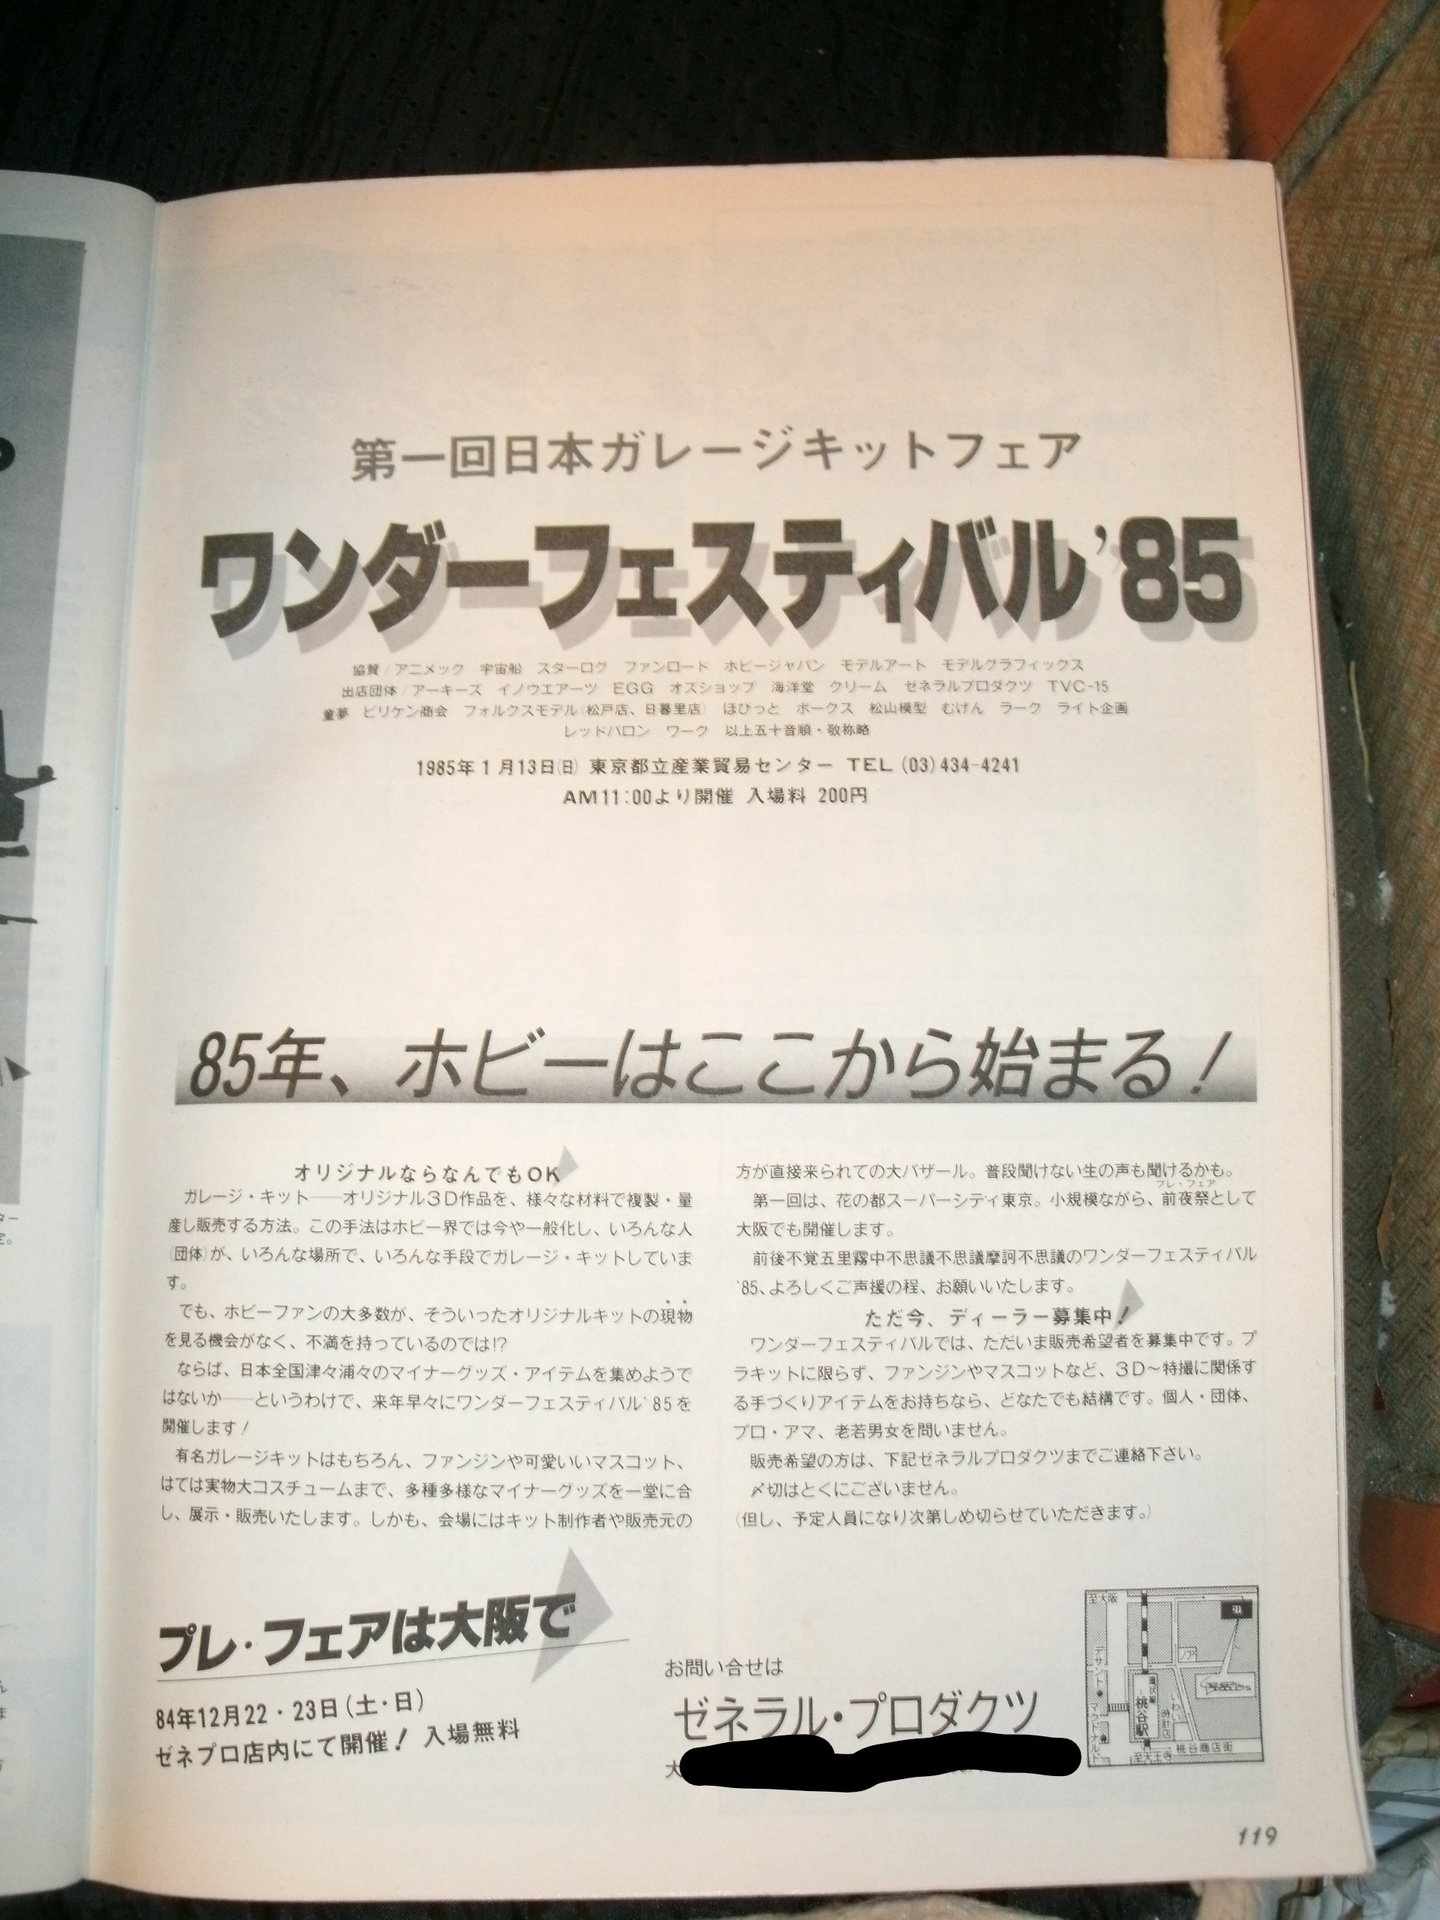 第一回日本ガレージキットフェア
ワンダーフェスティバル'85
協賛/アニメック 宇宙船 スターログ ファンロード ホビージャパン モデルアート モデルグラフィックス
出店団体/アーキーズ イノウエアーツ EGG オズショップ 海洋堂 クリーム ゼネラルプロダクツ TVC-15
童夢 ビリケン商会 フォルクスモデル(松戸店、日暮里店) ほびっと ボークス 松山模型 むげん ラーク ライト企画
レッドバロン ワーク 以上五十音順・敬称略
1985年1月13日(日) 東京都立産業貿易センター TEL (03)434-4241
AM11:00より開催 入場料 200円
85年、ホビーはここから始まる!
オリジナルならなんでもOK
ガレージ・キット──オリジナル3D作品を、様々な材料で複製・量
産し販売する方法。この手法はホビー界では今や一般化し、いろんな人
(団体)が、いろんな場所で、いろんな手段でガレージ・キットしていま
す。
でも、ホビーファンの大多数が、そういったオリジナルキットの現物
を見る機会がなく、不満を持っているのでは!?
ならば、日本全国津々浦々のマイナーグッズ・アイテムを集めようで
はないか──というわけで、来年早々にワンダーフェスティバル'85を
開催します!
有名ガレージキットはもちろん、ファンジンや可愛いいマスコット、
はては実物大コスチュームまで、多種多様なマイナーグッズを一堂に合
し、展示・販売いたします。しかも、会場にはキット制作者や販売元の
方が直接来られての大バザール。普段聞けない生の声も聞けるかも。
プレ・フェア
第一回は、花の都スーパーシティ東京。小規模ながら、前夜祭として
大阪でも開催します。
前後不覚五里霧中不思議不思議摩訶不思議のワンダーフェスティバル
'85、よろしくご声援の程、お願いいたします。
ただ今、ディーラー募集中!
ワンダーフェスティバルでは、ただいま販売希望者を募集中です。プ
ラキットに限らず、ファンジンやマスコットなど、3D〜特撮に関係す
る手づくりアイテムをお持ちなら、どなたでも結構です。個人・団体、
プロ・アマ、老若男女を問いません。
販売希望の方は、下記ゼネラルプロダクツまでご連絡下さい。
〆切はとくにございません。
(但し、予定人員になり次第しめ切らせていただきます。)
プレ・フェアは大阪で
84年12月22・23日(土・日)
ゼネプロ店内にて開催! 入場無料
お問い合せは
ゼネラル・プロダクツ
大
至大阪
デサント
マクドナルド
ノア
環状線
桃谷駅
時計店
いわい
桃谷商店街
至天王寺
119